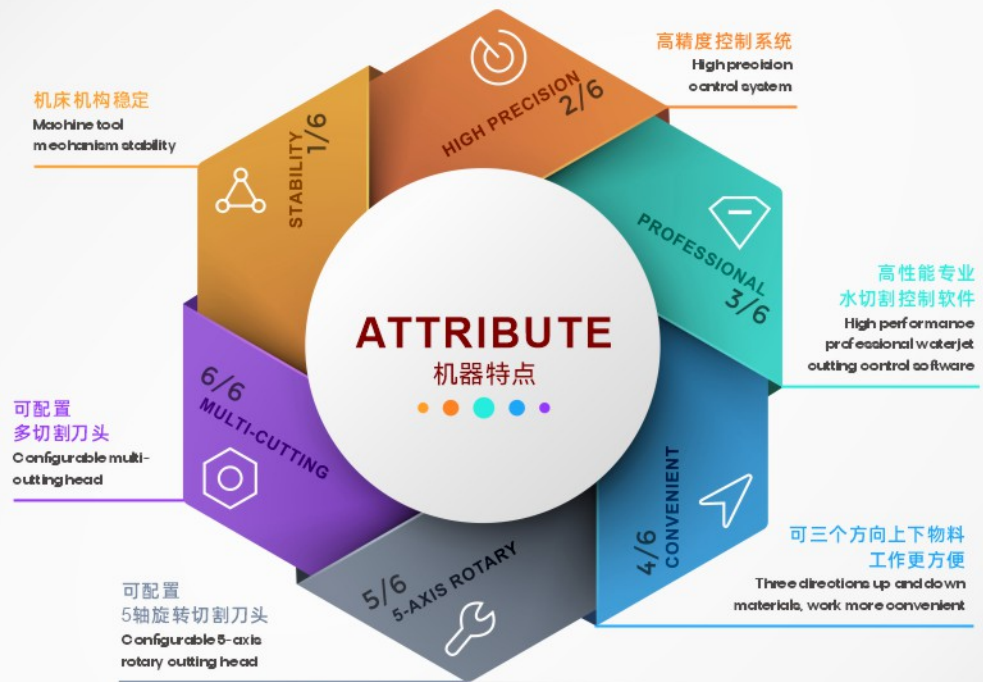 ATTRIBUTE
机器特点
STABILITY
1/6
机床机构稳定
Machine tool
mechanism stability
HIGH PRECISION
2/6
高精度控制系统
High precision
control system
PROFESSIONAL
3/6
高性能专业
水切割控制软件
High performance
professional waterjet
cutting control software
CONVENIENT
4/6
可三个方向上下物料
工作更方便
Three directions up and down
materials, work more convenient
5/6
5-AXIS ROTARY
可配置
5轴旋转切割刀头
Configurable 5-axis
rotary cutting head
6/6
MULTI-CUTTING
可配置
多切割刀头
Configurable multi-
cutting head